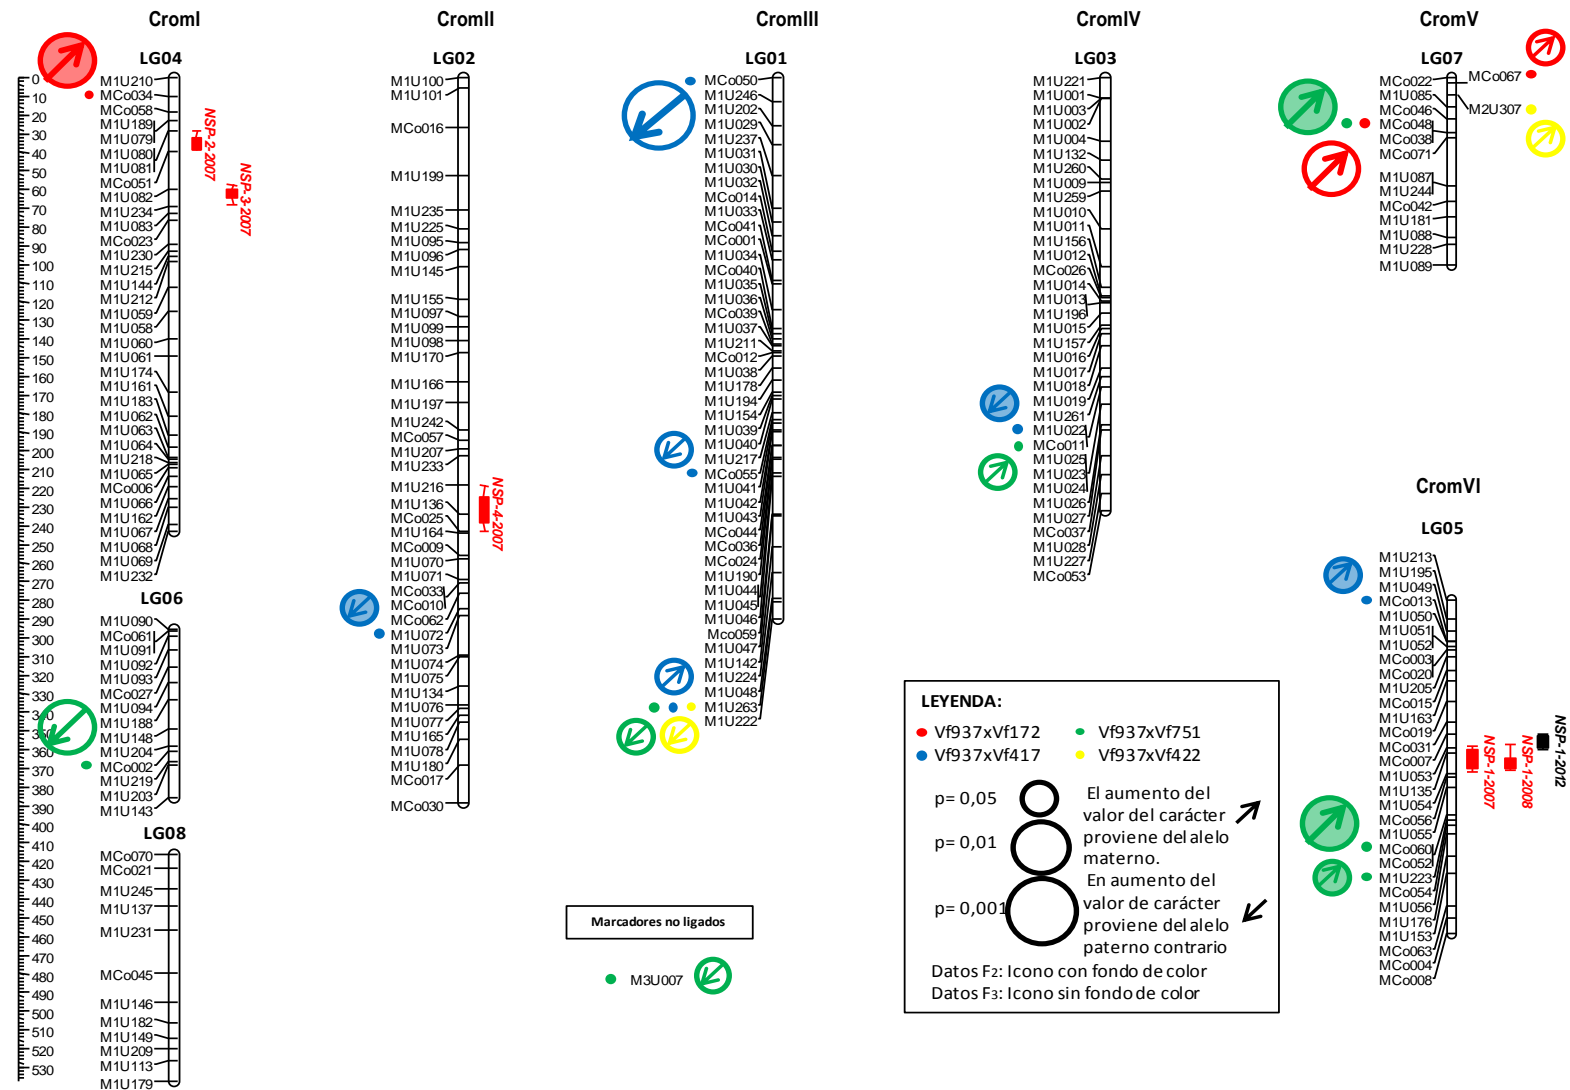 CromI
LG04
0
10
20
30
40
50
60
70
80
90
100
110
120
130
140
150
160
170
180
190
200
210
220
230
240
250
260
270
280
290
300
310
320
330
340
350
360
370
380
390
400
410
420
430
440
450
460
470
480
490
500
510
520
530
M1U210
MCo034
MCo058
M1U189
M1U079
M1U080
M1U081
MCo051
M1U082
M1U234
M1U083
MCo023
M1U230
M1U215
M1U144
M1U212
M1U059
M1U058
M1U060
M1U061
M1U174
M1U161
M1U183
M1U062
M1U063
M1U064
M1U218
M1U065
MCo006
M1U066
M1U162
M1U067
M1U068
M1U069
M1U232
NSP-2-2007
NSP-3-2007
LG06
M1U090
MCo061
M1U091
M1U092
M1U093
MCo027
M1U094
M1U188
M1U148
M1U204
MCo002
M1U219
M1U203
M1U143
LG08
MCo070
MCo021
M1U245
M1U137
M1U231
MCo045
M1U146
M1U182
M1U149
M1U209
M1U113
M1U179
CromII
LG02
M1U100
M1U101
MCo016
M1U199
M1U235
M1U225
M1U095
M1U096
M1U145
M1U155
M1U097
M1U099
M1U098
M1U170
M1U166
M1U197
M1U242
MCo057
M1U207
M1U233
M1U216
M1U136
MCo025
M1U164
MCo009
M1U070
M1U071
MCo033
MCo010
MCo062
M1U072
M1U073
M1U074
M1U075
M1U134
M1U076
M1U077
M1U165
M1U078
M1U180
MCo017
MCo030
NSP-4-2007
CromIII
LG01
MCo050
M1U246
M1U202
M1U029
M1U237
M1U031
M1U030
M1U032
MCo014
M1U033
MCo041
MCo001
M1U034
MCo040
M1U035
M1U036
MCo039
M1U037
M1U211
MCo012
M1U038
M1U178
M1U194
M1U154
M1U039
M1U040
M1U217
MCo055
M1U041
M1U042
M1U043
MCo044
MCo036
MCo024
M1U190
M1U044
M1U045
M1U046
Mco059
M1U047
M1U142
M1U224
M1U048
M1U263
M1U222
Marcadores no ligados
M3U007
CromIV
LG03
M1U221
M1U001
M1U003
M1U002
M1U004
M1U132
M1U260
M1U009
M1U259
M1U010
M1U011
M1U156
M1U012
MCo026
M1U014
M1U013
M1U196
M1U015
M1U157
M1U016
M1U017
M1U018
M1U019
M1U261
M1U022
MCo011
M1U025
M1U023
M1U024
M1U026
M1U027
MCo037
M1U028
M1U227
MCo053
CromV
LG07
MCo022
M1U085
MCo046
MCo048
MCo038
MCo071
M1U087
M1U244
MCo042
M1U181
M1U088
M1U228
M1U089
MCo067
M2U307
CromVI
LG05
M1U213
M1U195
M1U049
MCo013
M1U050
M1U051
M1U052
MCo003
MCo020
M1U205
MCo015
M1U163
MCo019
MCo031
MCo007
M1U053
M1U135
M1U054
MCo056
M1U055
MCo060
MCo052
M1U223
MCo054
M1U056
M1U176
M1U153
MCo063
MCo004
MCo008
NSP-1-2007
NSP-1-2008
NSP-1-2012
LEYENDA:
Vf937xVf172
Vf937xVf751
Vf937xVf417
Vf937xVf422
p= 0,05
p= 0,01
p= 0,001
El aumento del
valor del carácter
proviene del alelo
materno.
En aumento del
valor de carácter
proviene del alelo
paterno contrario
Datos F2: Icono con fondo de color
Datos F3: Icono sin fondo de color